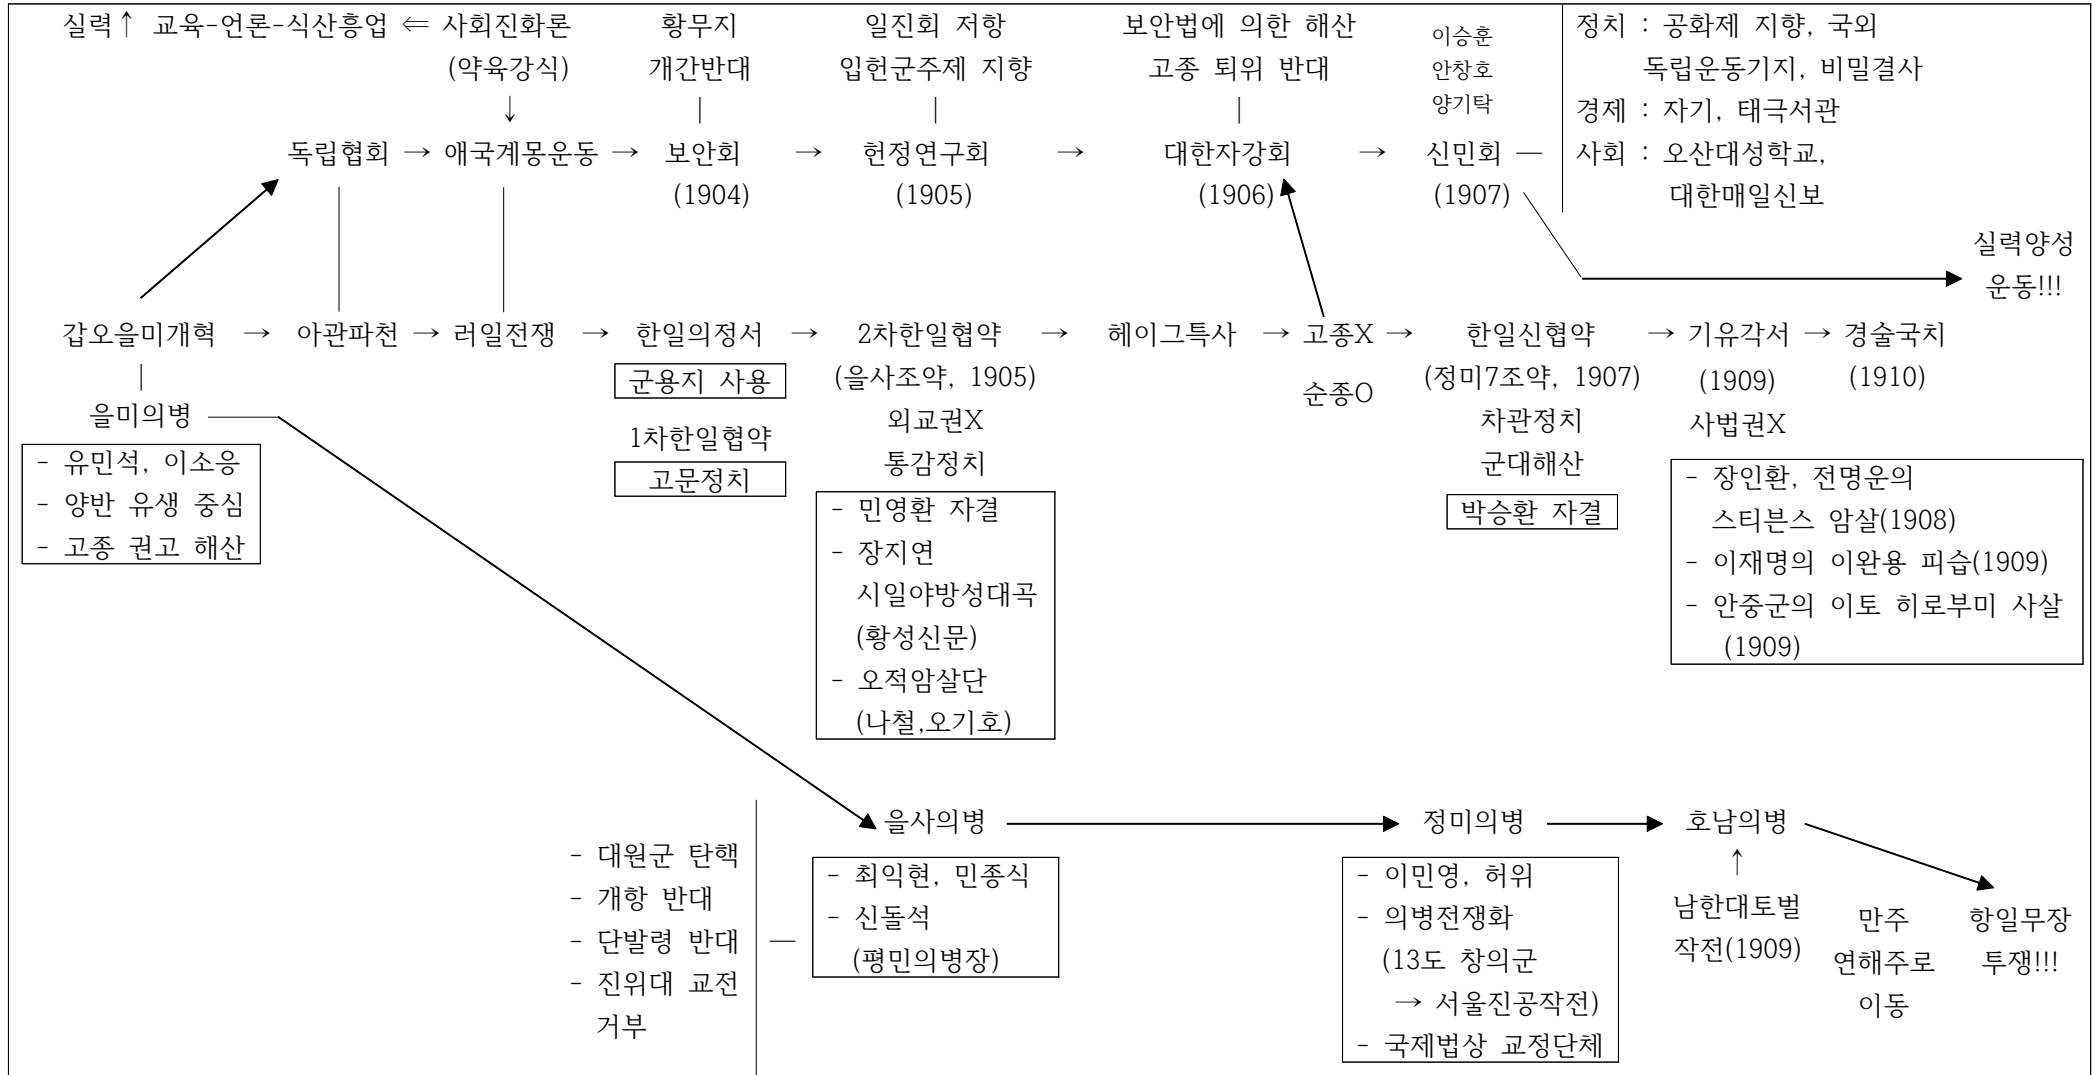 실력↑ 교육-언론-식산흥업 ⇐ 사회진화론
(약육강식)
↓
황무지
개간반대
|
일진회 저항
입헌군주제 지향
|
보안법에 의한 해산
고종 퇴위 반대
|
이승훈
안창호
양기탁
정치 : 공화제 지향, 국외
독립운동기지, 비밀결사
경제 : 자기, 태극서관
사회 : 오산대성학교,
대한매일신보
독립협회 → 애국계몽운동 → 보안회 → 헌정연구회 → 대한자강회 → 신민회 —
(1904) (1905) (1906) (1907)
실력양성
운동!!!
갑오을미개혁 → 아관파천 → 러일전쟁 → 한일의정서 → 2차한일협약 → 헤이그특사 → 고종X → 한일신협약 → 기유각서 → 경술국치
|
을미의병
- 유민석, 이소응
- 양반 유생 중심
- 고종 권고 해산
군용지 사용
1차한일협약
고문정치
(을사조약, 1905)
외교권X
통감정치
- 민영환 자결
- 장지연
시일야방성대곡
(황성신문)
- 오적암살단
(나철,오기호)
순종O
(정미7조약, 1907)
차관정치
군대해산
박승환 자결
(1909)
사법권X
(1910)
- 장인환, 전명운의
스티븐스 암살(1908)
- 이재명의 이완용 피습(1909)
- 안중군의 이토 히로부미 사살
(1909)
을사의병
정미의병
호남의병
- 대원군 탄핵
- 개항 반대
- 단발령 반대
- 진위대 교전
거부
—
- 최익현, 민종식
- 신돌석
(평민의병장)
- 이민영, 허위
- 의병전쟁화
(13도 창의군
→ 서울진공작전)
- 국제법상 교정단체
↑
남한대토벌
작전(1909)
만주
연해주로
이동
항일무장
투쟁!!!